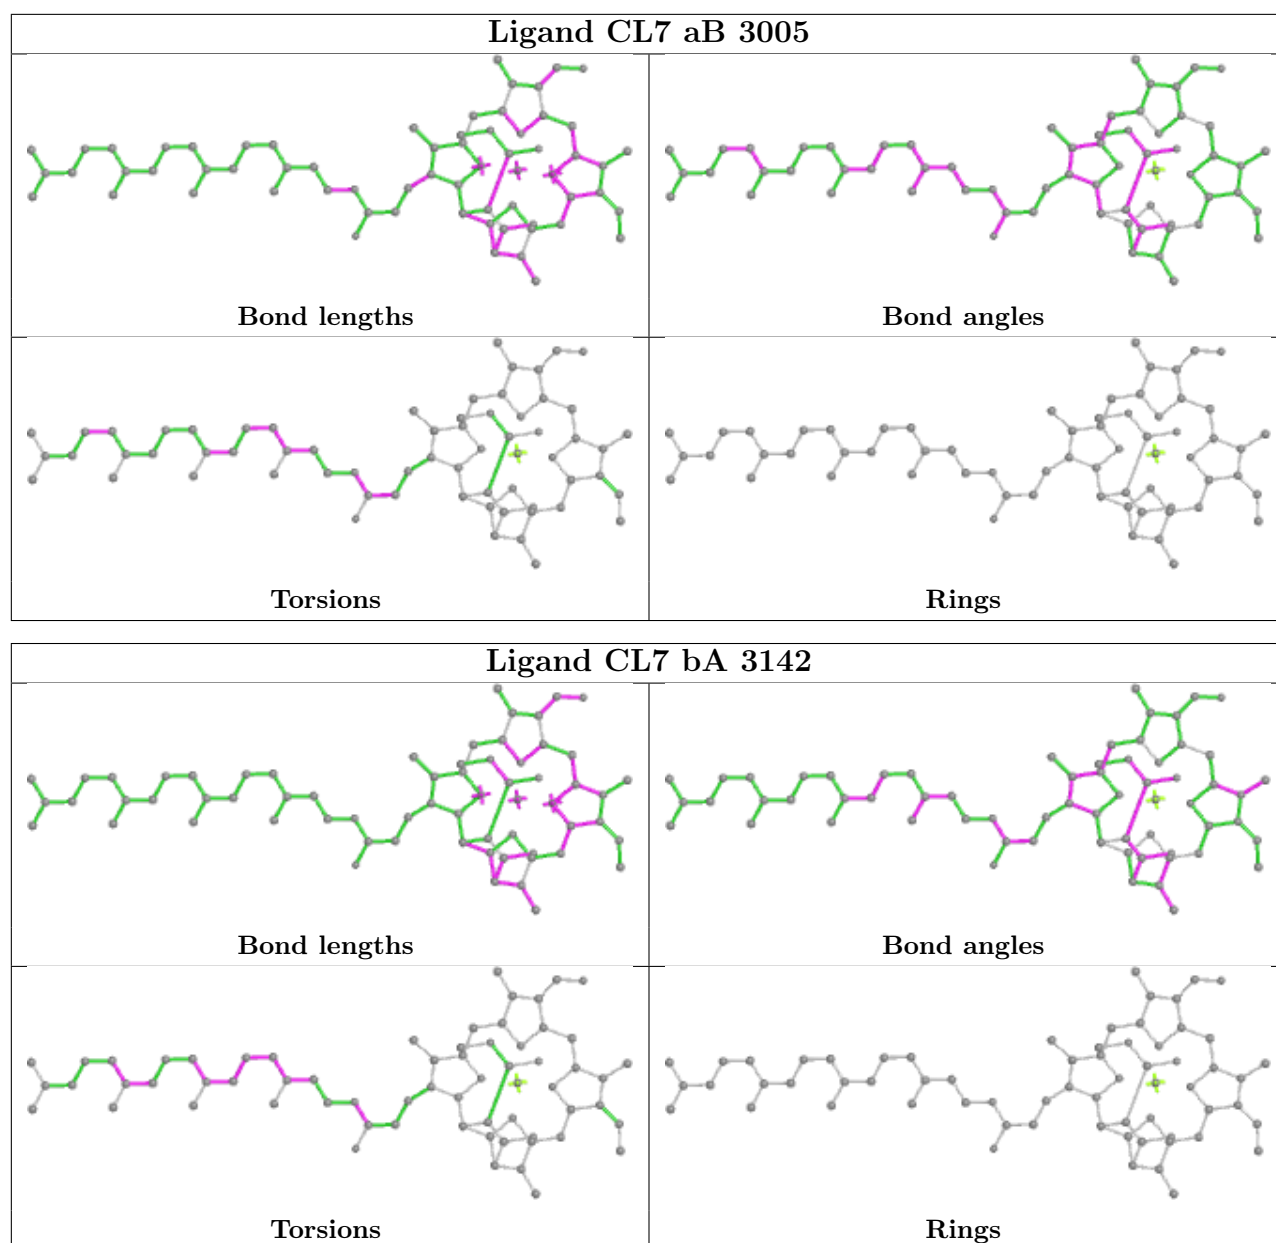 Ligand CL7 aB 3005
Bond lengths
Bond angles
Torsions
Rings
Ligand CL7 bA 3142
Bond lengths
Bond angles
Torsions
Rings